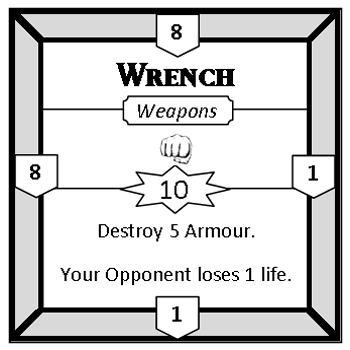 8
WRENCH
Weapons
8
1
10
Destroy 5 Armour.
Your Opponent loses 1 life.
1